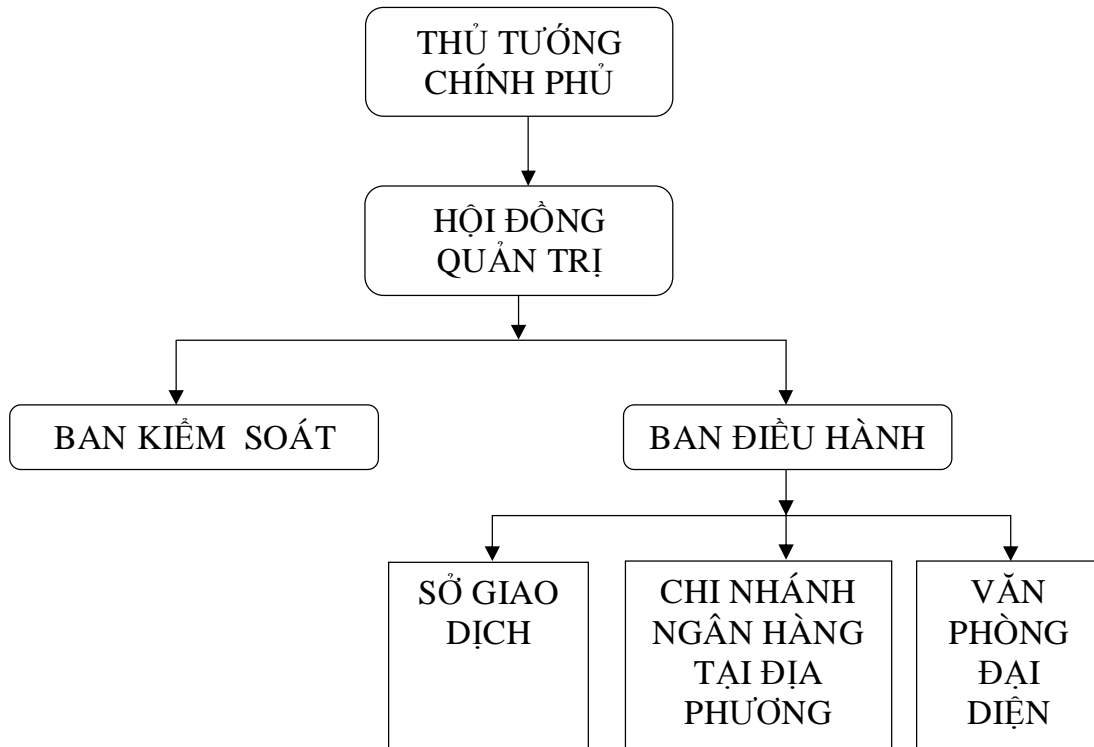 THỦ TƯỚNG
CHÍNH PHỦ
HỘI ĐỒNG
QUẢN TRỊ
BAN KIỂM SOÁT
BAN ĐIỀU HÀNH
SỞ GIAO
DỊCH
CHI NHÁNH
NGÂN HÀNG
TẠI ĐỊA
PHƯƠNG
VĂN
PHÒNG
ĐẠI
DIỆN